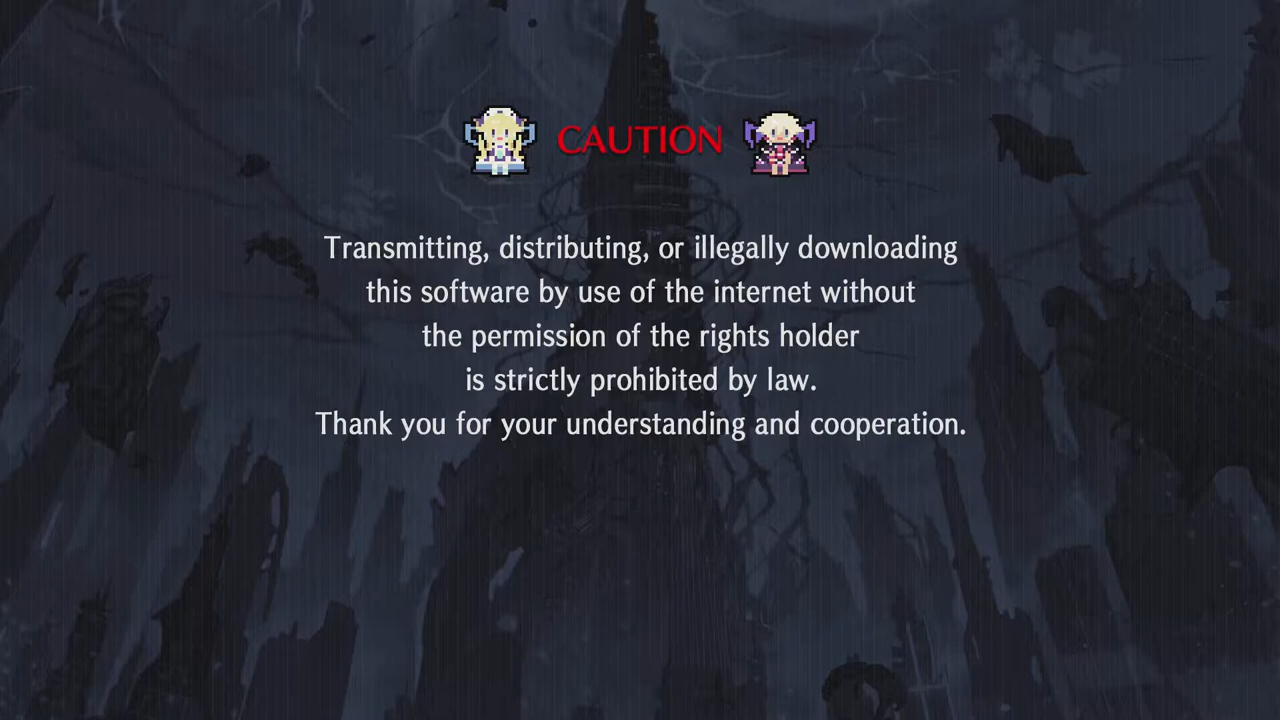 CAUTION
Transmitting, distributing, or illegally downloading
this software by use of the internet without
the permission of the rights holder
is strictly prohibited by law.
Thank you for your understanding and cooperation.